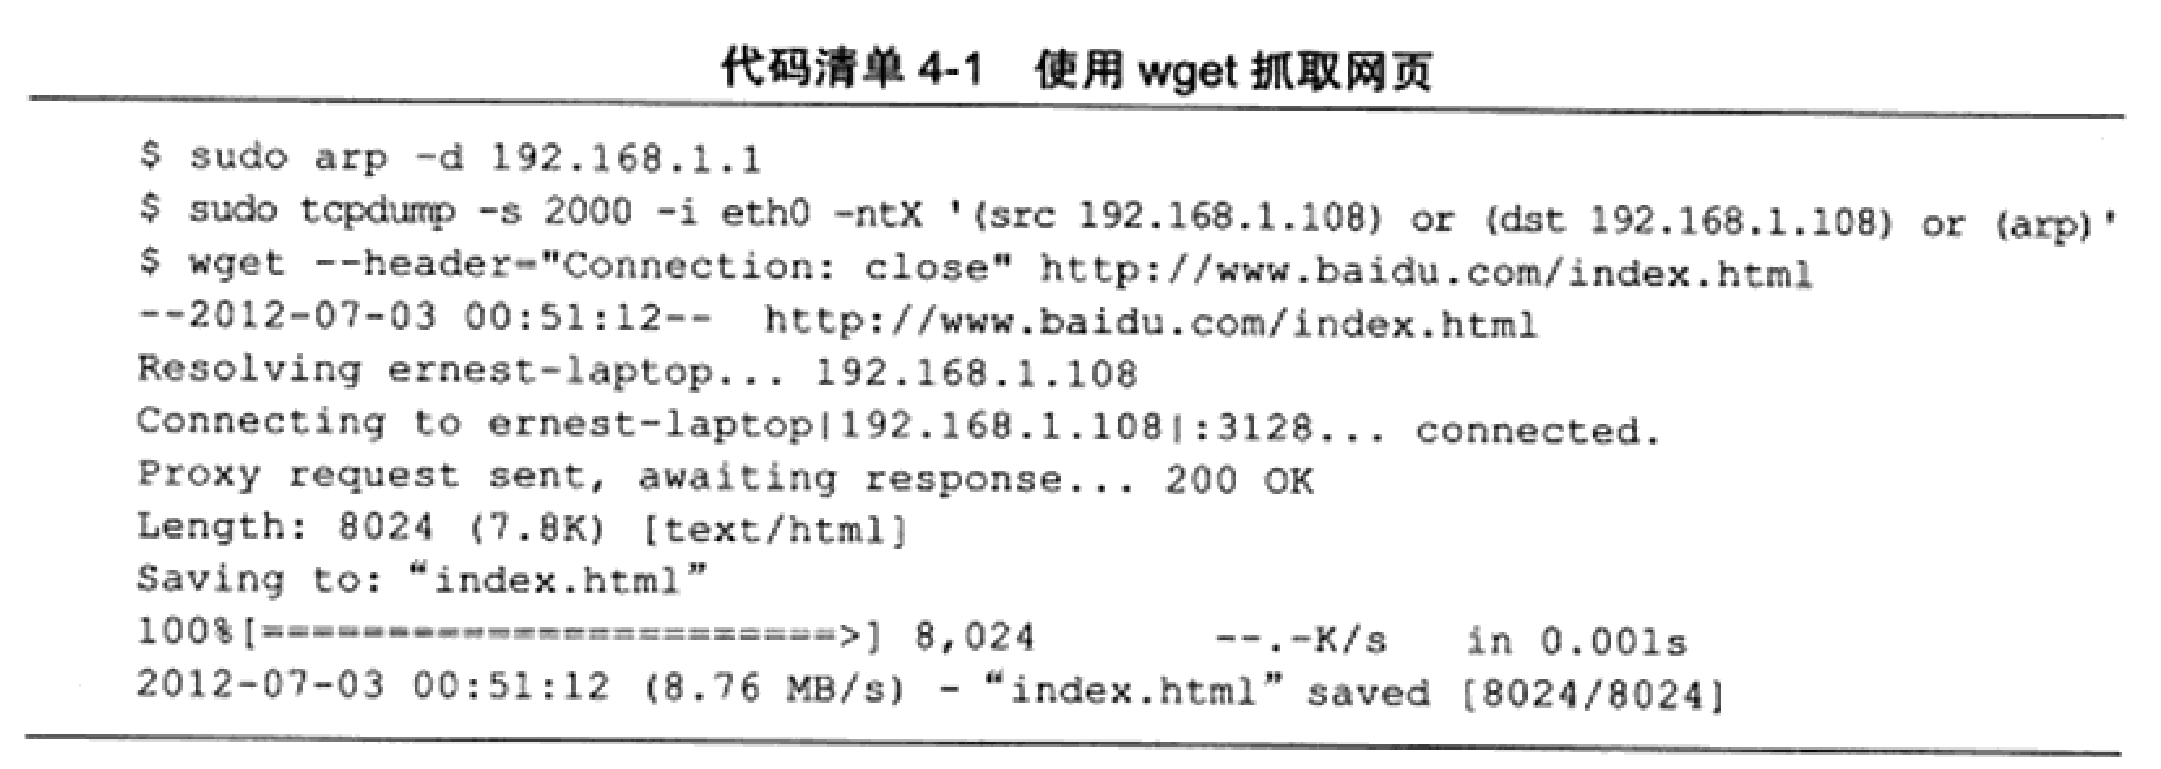 代码清单 4-1 使用 wget 抓取网页
$ sudo arp -d 192.168.1.1
$ sudo tcpdump -s 2000 -i eth0 -ntX '(src 192.168.1.108) or (dst 192.168.1.108) or (arp)'
$ wget --header="Connection: close" http://www.baidu.com/index.html
--2012-07-03 00:51:12-- http://www.baidu.com/index.html
Resolving ernest-laptop... 192.168.1.108
Connecting to ernest-laptop|192.168.1.108|:3128... connected.
Proxy request sent, awaiting response... 200 OK
Length: 8024 (7.8K) [text/html]
Saving to: “index.html”
100%[=======================>] 8,024 --.-K/s in 0.001s
2012-07-03 00:51:12 (8.76 MB/s) - “index.html” saved [8024/8024]